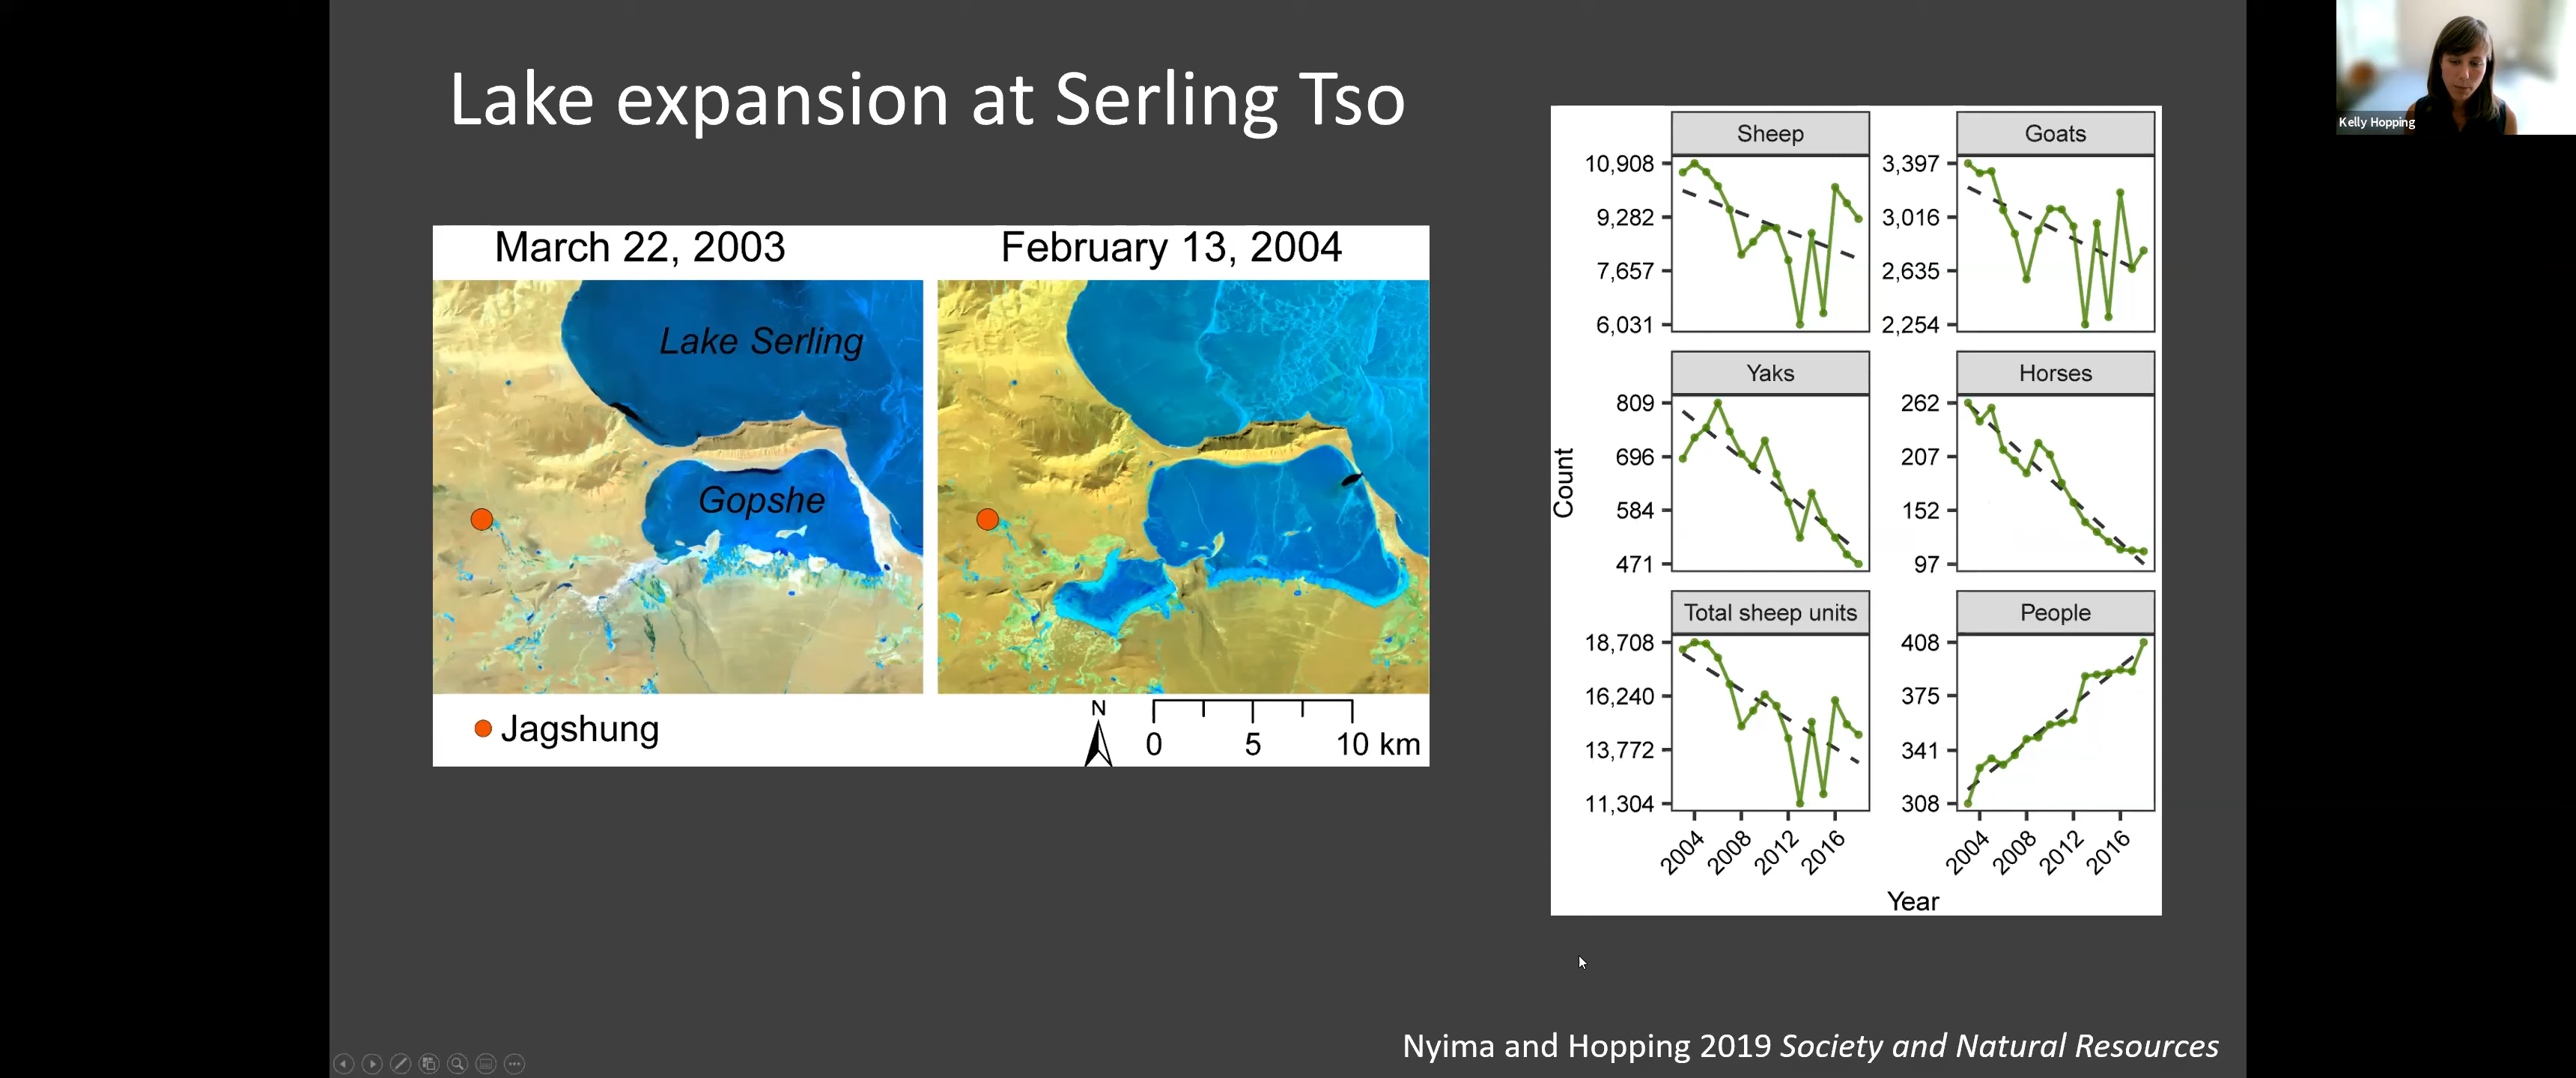 Lake expansion at Serling Tso
March 22, 2003
February 13, 2004
Lake Serling
Gopshe
Jagshung
N
0 5 10 km
Sheep
10,908
9,282
7,657
6,031
Goats
3,397
3,016
2,635
2,254
Yaks
809
696
584
471
Horses
262
207
152
97
Total sheep units
18,708
16,240
13,772
11,304
People
408
375
341
308
Count
2004 2008 2012 2016
2004 2008 2012 2016
Year
Nyima and Hopping 2019 Society and Natural Resources
Kelly Hopping